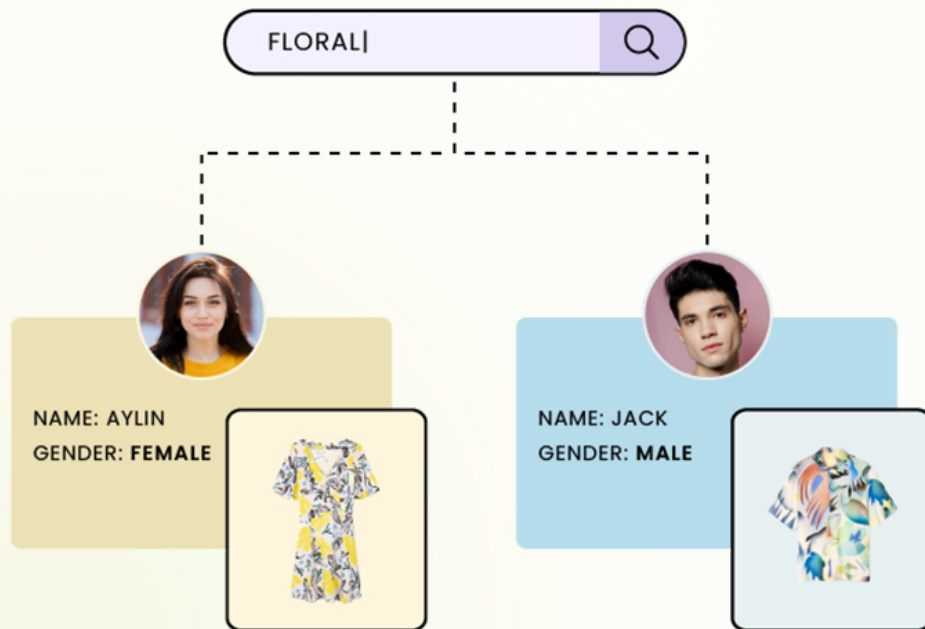 FLORAL|
NAME: AYLIN
GENDER: FEMALE
NAME: JACK
GENDER: MALE